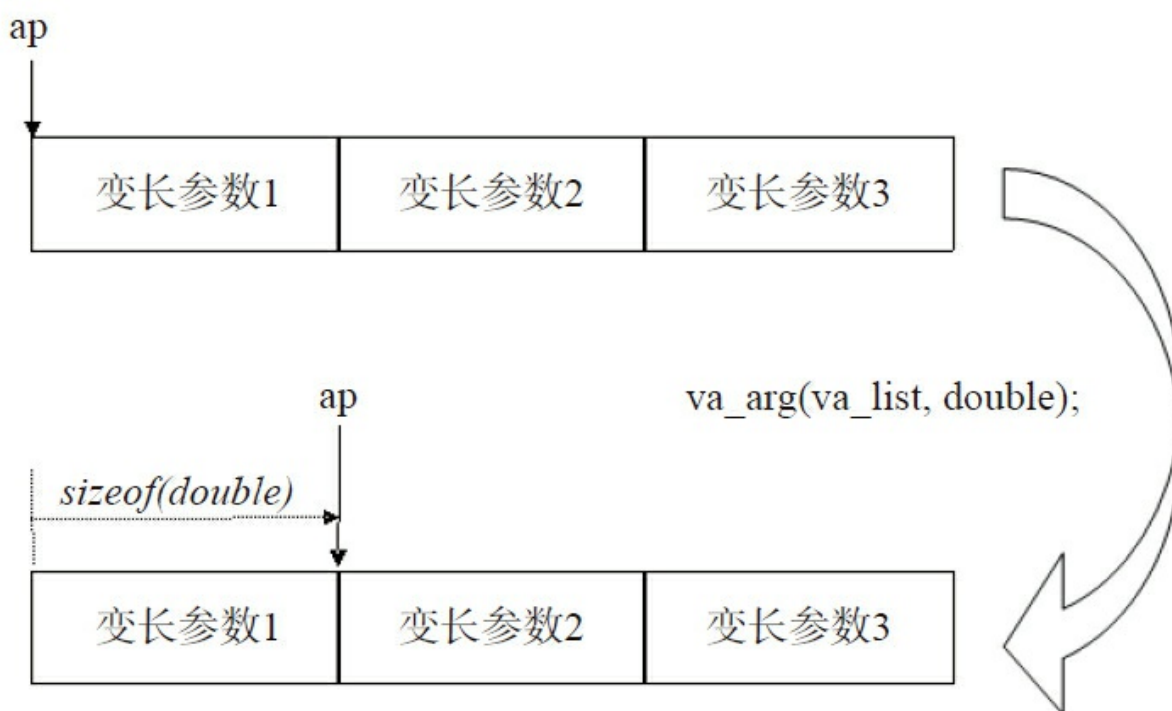 ap
变长参数1 变长参数2 变长参数3
ap
va_arg(va_list, double);
sizeof(double)
变长参数1 变长参数2 变长参数3